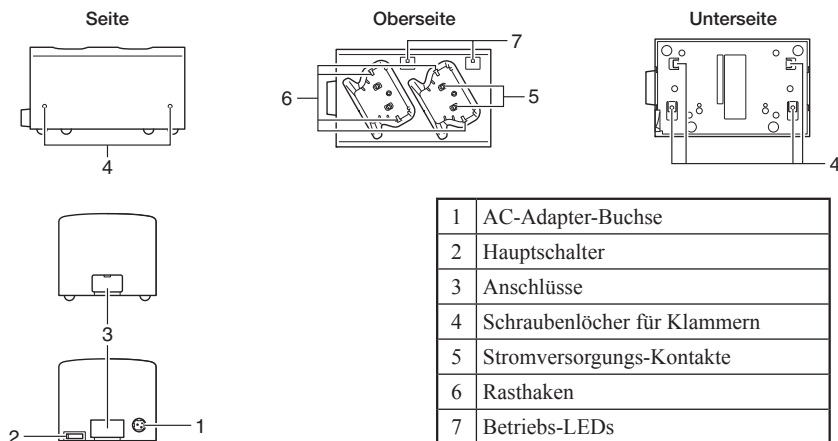 Seite
Oberseite
Unterseite
7
6
5
4
4
3
2
1
1 AC-Adapter-Buchse
2 Hauptschalter
3 Anschlüsse
4 Schraubenlöcher für Klammern
5 Stromversorgungs-Kontakte
6 Rasthaken
7 Betriebs-LEDs